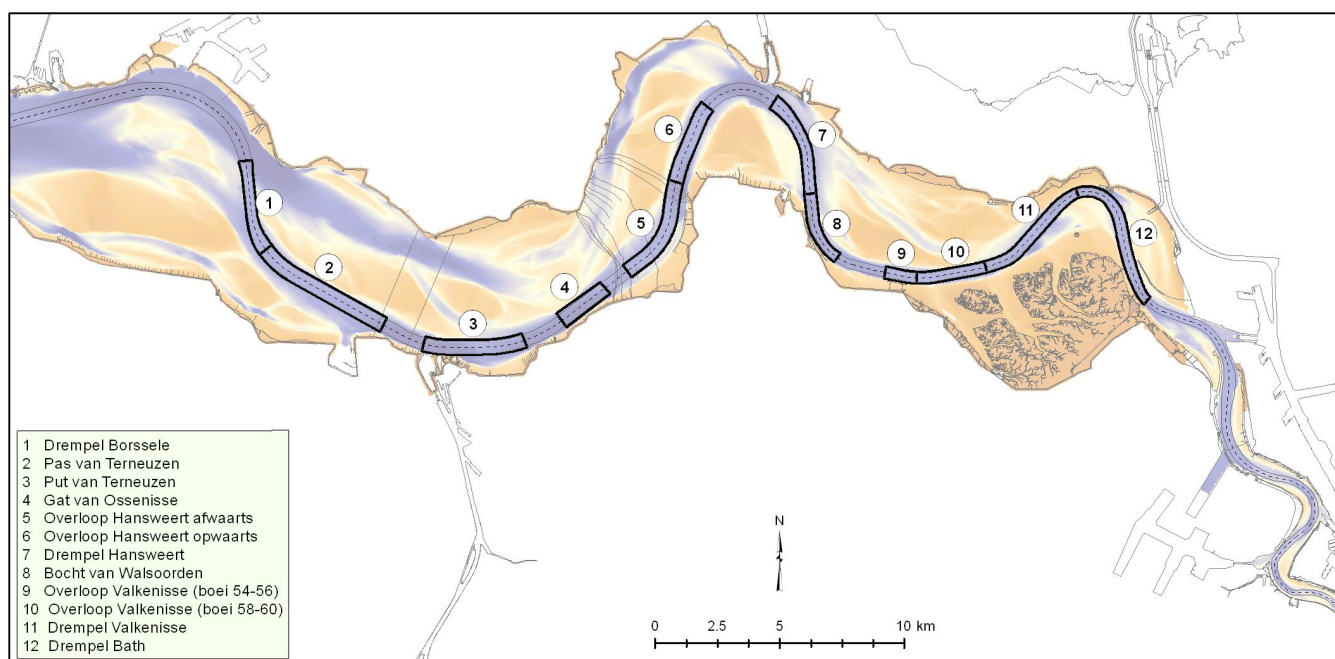 6
7
1
11
5
8
12
9
10
2
4
3
1 Drempel Borssele
2 Pas van Terneuzen
3 Put van Terneuzen
4 Gat van Ossenisse
5 Overloop Hansweert afwaarts
6 Overloop Hansweert opwaarts
7 Drempel Hansweert
8 Bocht van Walsoorden
9 Overloop Valkenisse (boei 54-56)
10 Overloop Valkenisse (boei 58-60)
11 Drempel Valkenisse
12 Drempel Bath
N
0 2.5 5 10 km